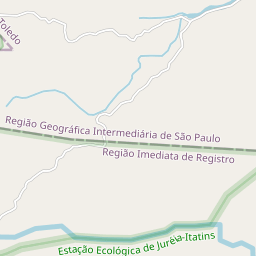 Toledo
Região Geográfica Intermediária de São Paulo
Região Imediata de Registro
Estação Ecológica de Juréia-Itatins